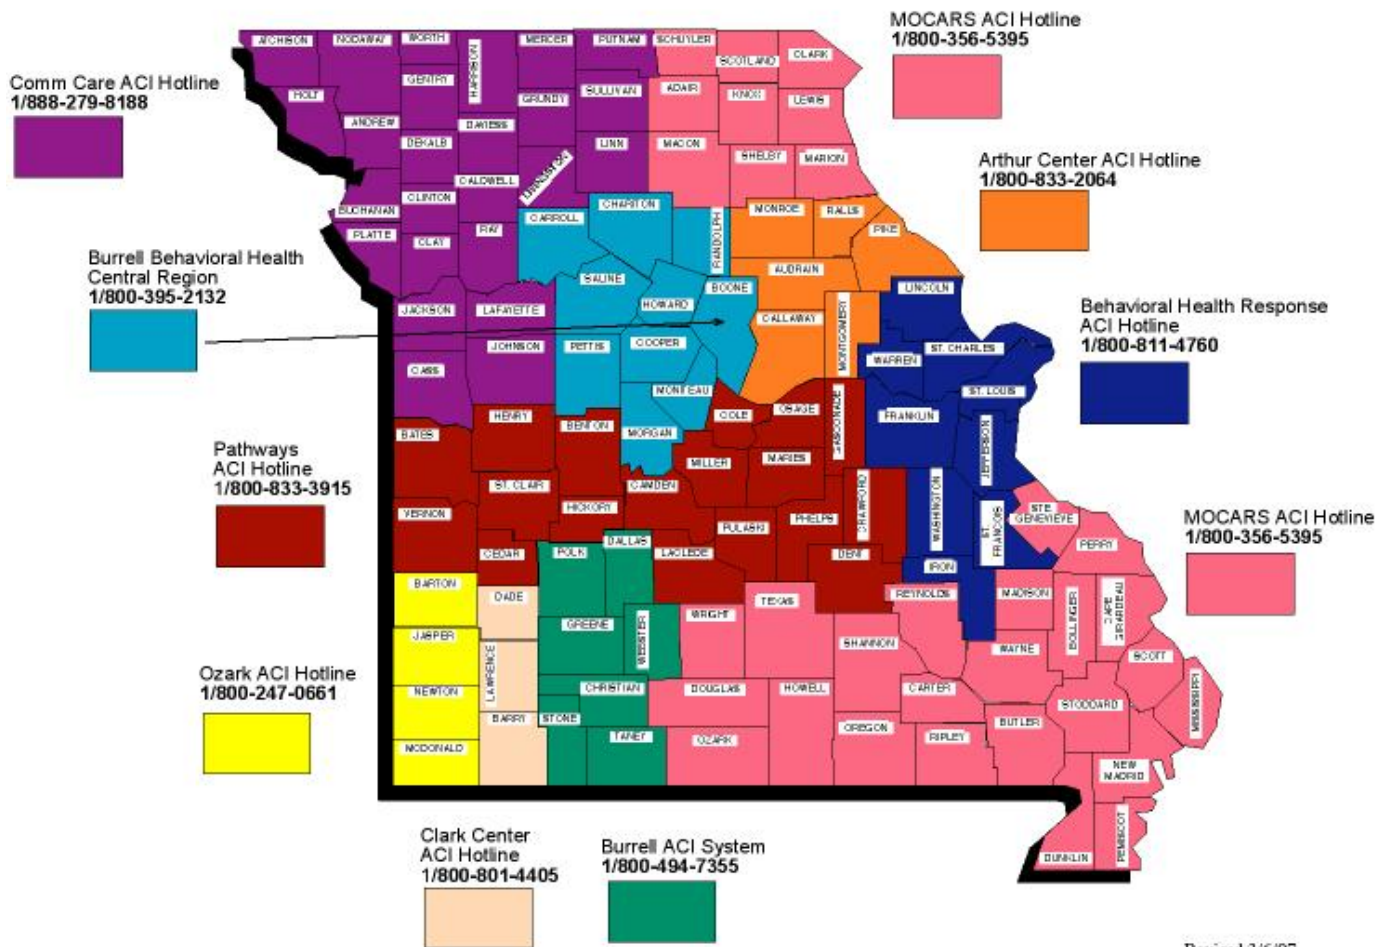 MOCARS ACI Hotline
1/800-356-5395
Comm Care ACI Hotline
1/888-279-8188
Arthur Center ACI Hotline
1/800-833-2064
Burrell Behavioral Health
Central Region
1/800-395-2132
Behavioral Health Response
ACI Hotline
1/800-811-4760
Pathways
ACI Hotline
1/800-833-3915
MOCARS ACI Hotline
1/800-356-5395
Ozark ACI Hotline
1/800-247-0661
Clark Center
ACI Hotline
1/800-801-4405
Burrell ACI System
1/800-494-7355
ATCHISON
NODAWAY
WORTH
HARRISON
MERCER
PUTNAM
SCHUYLER
SCOTLAND
CLARK
HOLT
GENTRY
GRUNDY
SULLIVAN
ADAIR
KNOX
LEWIS
ANDREW
DEKALB
DAVIESS
LIVINGSTON
LINN
MACON
SHELBY
MARION
BUCHANAN
CLINTON
CALDWELL
CARROLL
CHARITON
RANDOLPH
MONROE
RALLS
PIKE
PLATTE
CLAY
RAY
SALINE
HOWARD
BOONE
AUDRAIN
LINCOLN
JACKSON
LAFAYETTE
CALLAWAY
MONTGOMERY
WARREN
ST. CHARLES
CASS
JOHNSON
PETTIS
COOPER
MONITEAU
ST. LOUIS
BATES
HENRY
BENTON
MORGAN
COLE
OSAGE
GASCONADE
FRANKLIN
JEFFERSON
MILLER
MARIES
ST. CLAIR
CAMDEN
CRAWFORD
WASHINGTON
STE.
GENEVIEVE
VERNON
HICKORY
PULASKI
PHELPS
ST.
FRANCOIS
PERRY
CEDAR
POLK
DALLAS
LACLEDE
DENT
IRON
BARTON
DADE
WRIGHT
TEXAS
REYNOLDS
MADISON
BOLLINGER
CAPE
GIRARDEAU
JASPER
GREENE
WEBSTER
SHANNON
WAYNE
SCOTT
LAWRENCE
NEWTON
CHRISTIAN
DOUGLAS
HOWELL
CARTER
STODDARD
MISSISSIPPI
BARRY
STONE
TANEY
OZARK
OREGON
RIPLEY
BUTLER
MCDONALD
NEW
MADRID
DUNKLIN
PEMISCOT